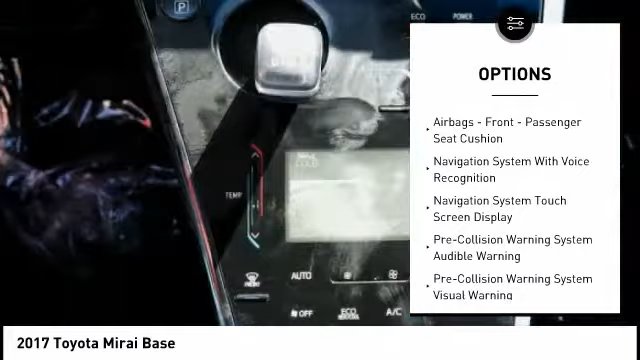 P
ECO
POWER
OPTIONS
Airbags - Front - Passenger
Seat Cushion
Navigation System With Voice
Recognition
Navigation System Touch
Screen Display
Pre-Collision Warning System
Audible Warning
Pre-Collision Warning System
Visual Warning
TEMP
FRONT
AUTO
OFF
ECO
A/C
2017 Toyota Mirai Base